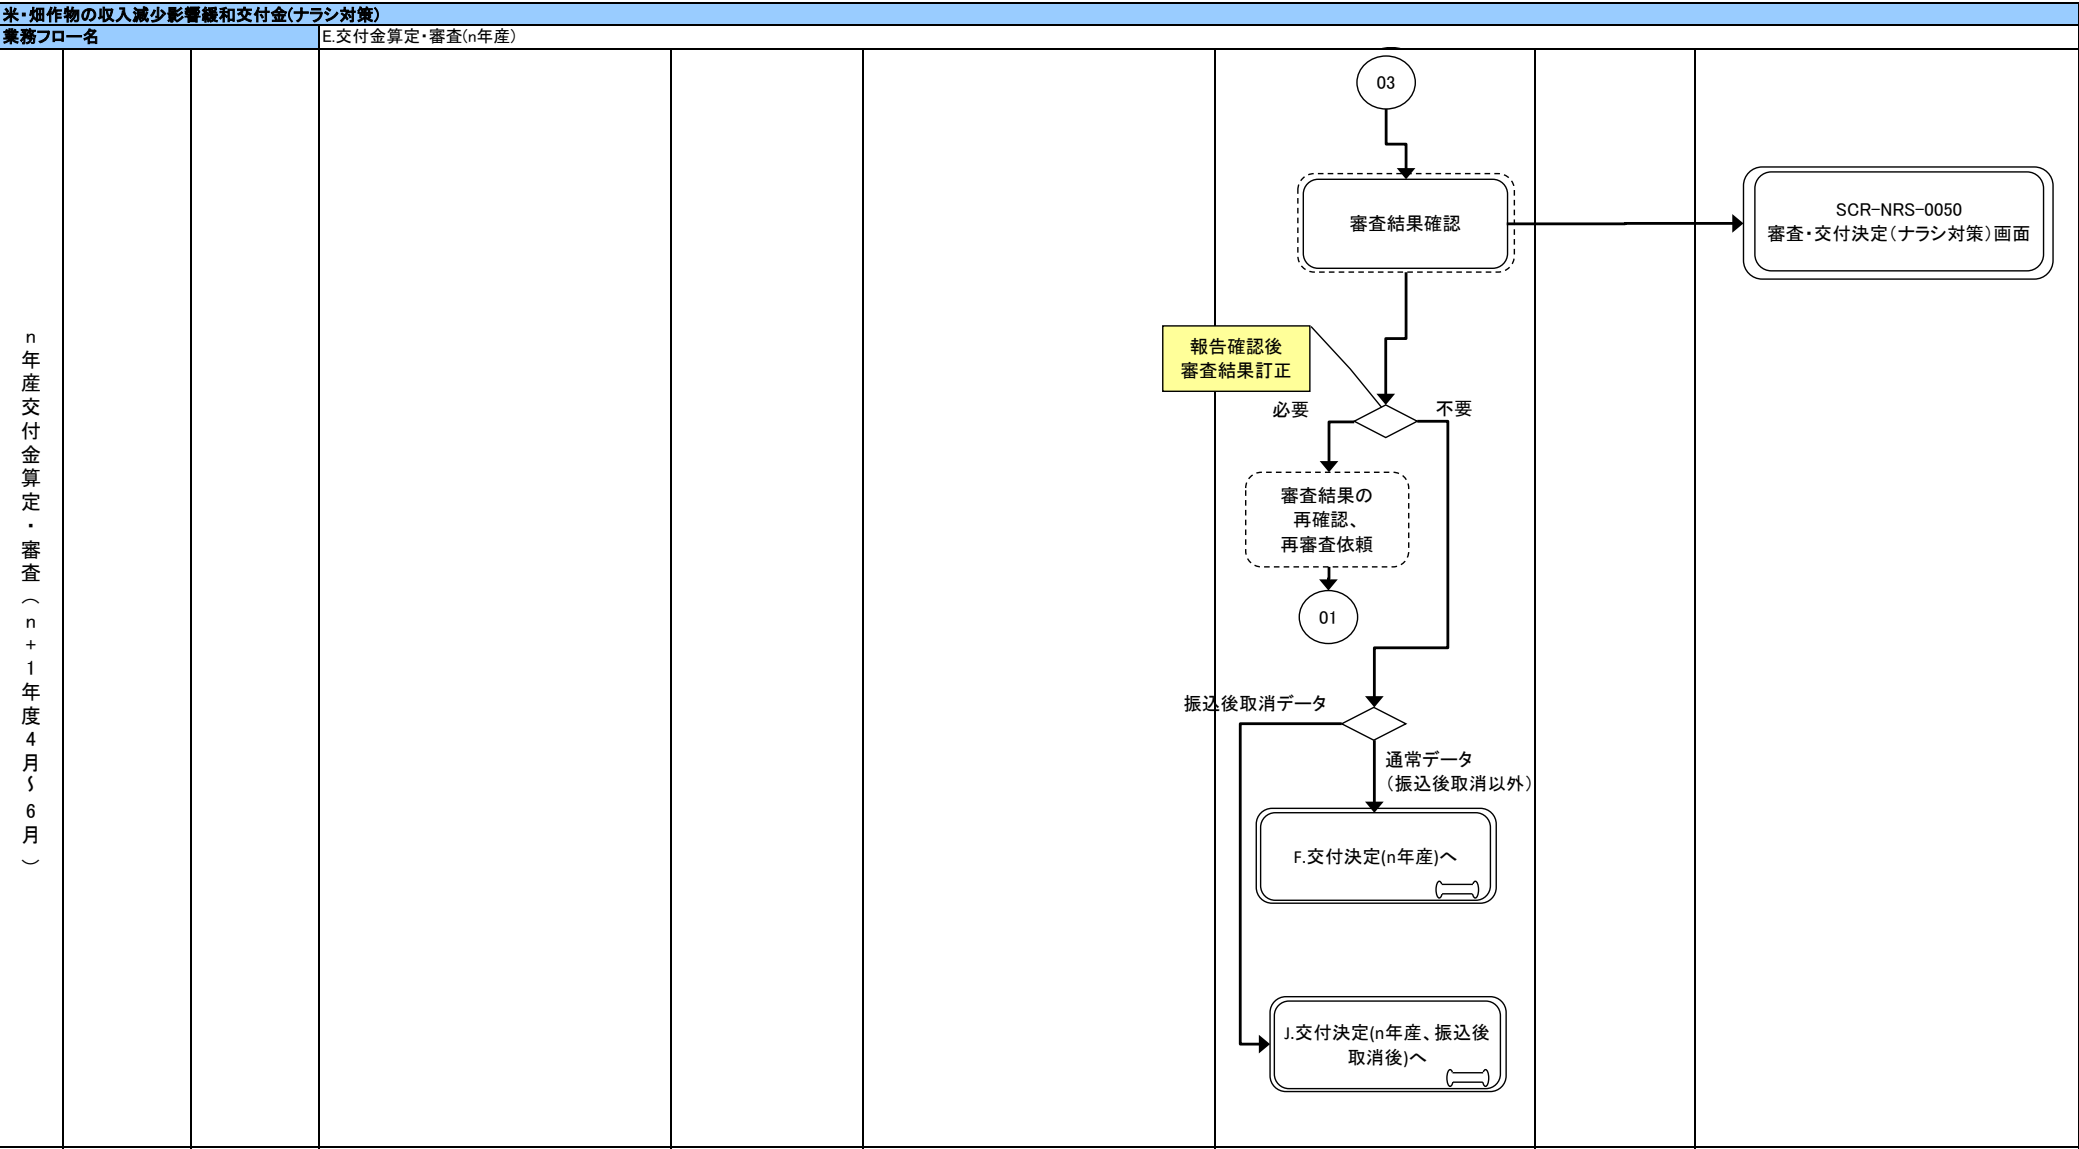 米・畑作物の収入減少影響緩和交付金(ナラシ対策)
業務フロー名
E.交付金算定・審査(n年産)
n年産交付金算定・審査（n+1年度4月～6月）
03
審査結果確認
SCR-NRS-0050
審査・交付決定（ナラシ対策）画面
報告確認後
審査結果訂正
必要
不要
審査結果の
再確認、
再審査依頼
01
振込後取消データ
通常データ
（振込後取消以外）
F.交付決定(n年産)へ
J.交付決定(n年産、振込後
取消後)へ